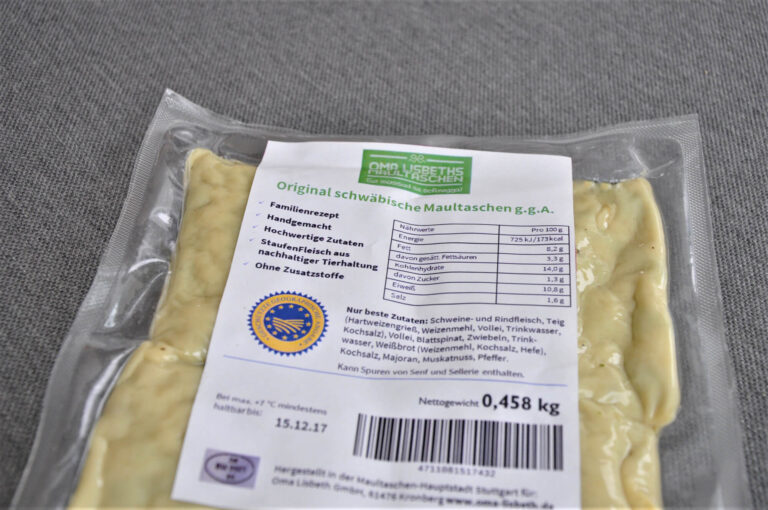 OMA LISBETHS
MAULTASCHEN
Original schwäbische Maultaschen g.g.A.
Familienrezept
Handgemacht
Hochwertige Zutaten
StaufenFleisch aus
nachhaltiger Tierhaltung
Ohne Zusatzstoffe
Nährwerte Pro 100 g
Energie 725 kJ/173kcal
Fett 8,2 g
davon gesätt. Fettsäuren 3,3 g
Kohlenhydrate 14,0 g
davon Zucker 1,3 g
Eiweiß 10,8 g
Salz 1,6 g
Nur beste Zutaten: Schweine- und Rindfleisch, Teig
(Hartweizengrieß, Weizenmehl, Vollei, Trinkwasser,
Kochsalz), Vollei, Blattspinat, Zwiebeln, Trink-
wasser, Weißbrot (Weizenmehl, Kochsalz, Hefe),
Kochsalz, Majoran, Muskatnuss, Pfeffer.
Kann Spuren von Senf und Sellerie enthalten.
Bei max. +7 °C mindestens
haltbar bis:
15.12.17
Nettogewicht 0,458 kg
4711081517432
Hergestellt in der Maultaschen-Hauptstadt Stuttgart für:
Oma Lisbeth GmbH, 61476 Kronberg www.oma-lisbeth.de